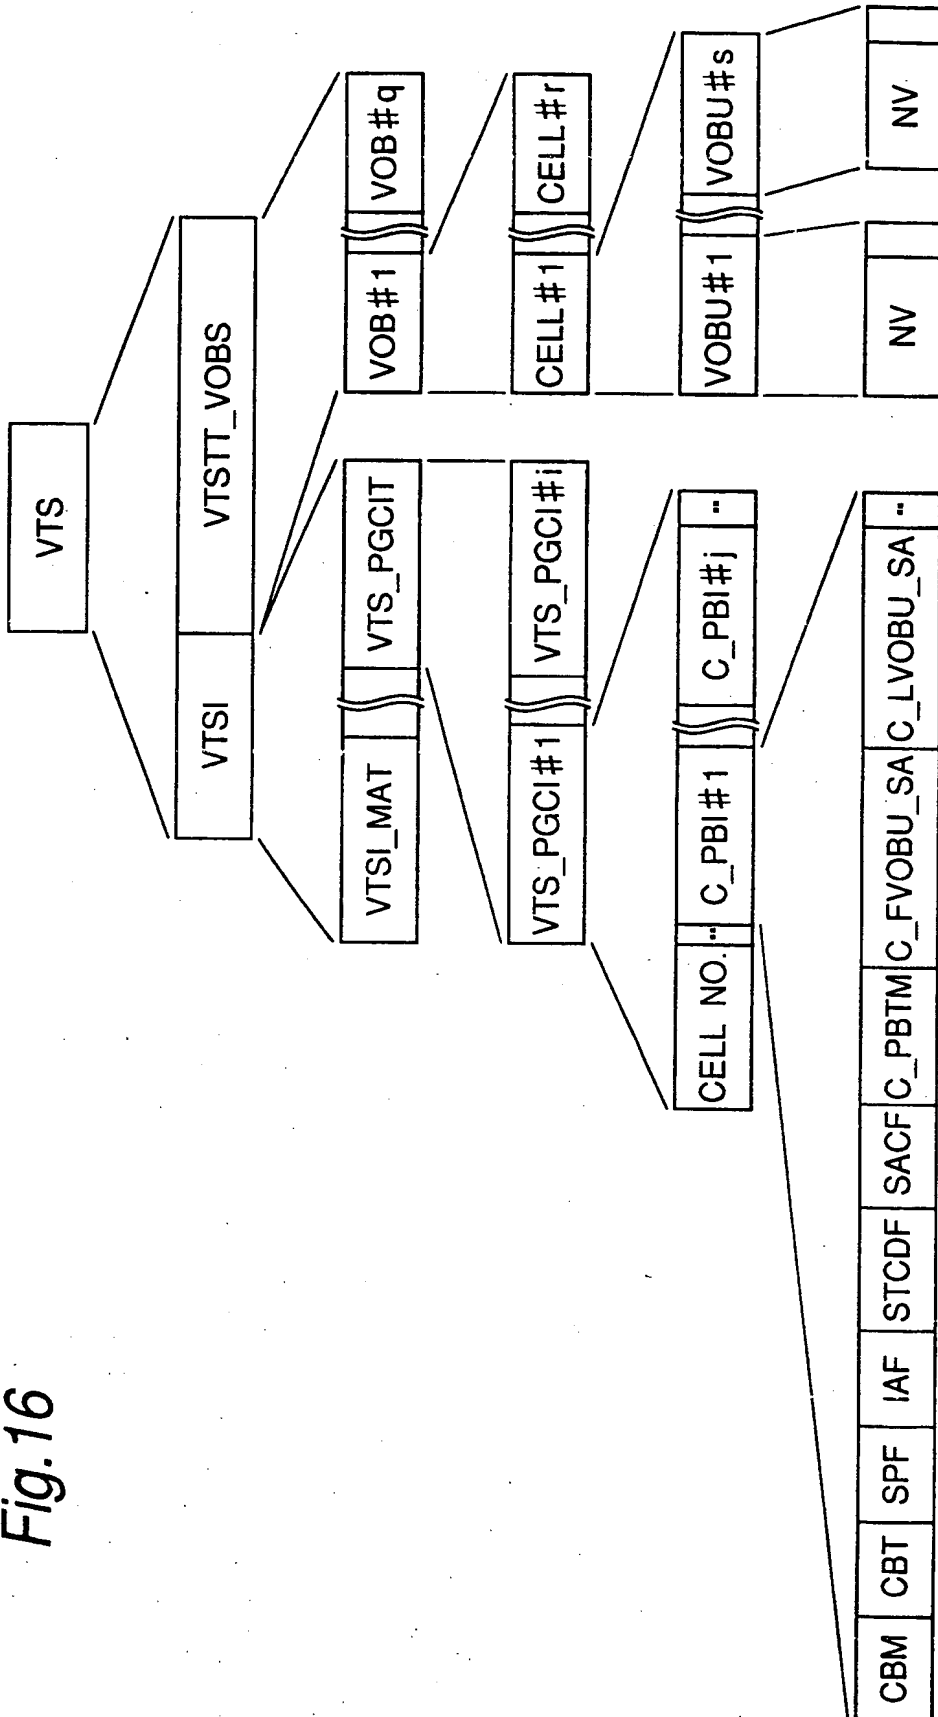 Fig.16
VTS
VTSI VTSTT_VOBS
VTSI_MAT VTS_PGCIT VOB#1 VOB#q
VTS_PGCI#1 VTS_PGCI#i CELL#1 CELL#r
CELL NO. ·· C_PBI#1 C_PBI#j ·· VOBU#1 VOBU#s
CBM CBT SPF IAF STCDF SACF C_PBTM C_FVOBU_SA C_LVOBU_SA ·· NV NV